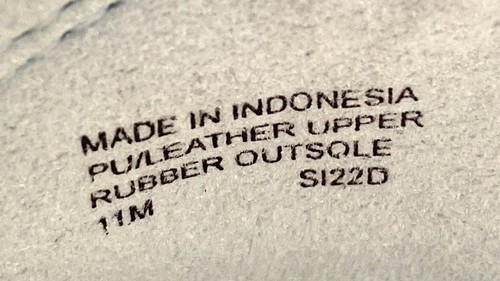 MADE IN INDONESIA
PU/LEATHER UPPER
RUBBER OUTSOLE
11M SI22D